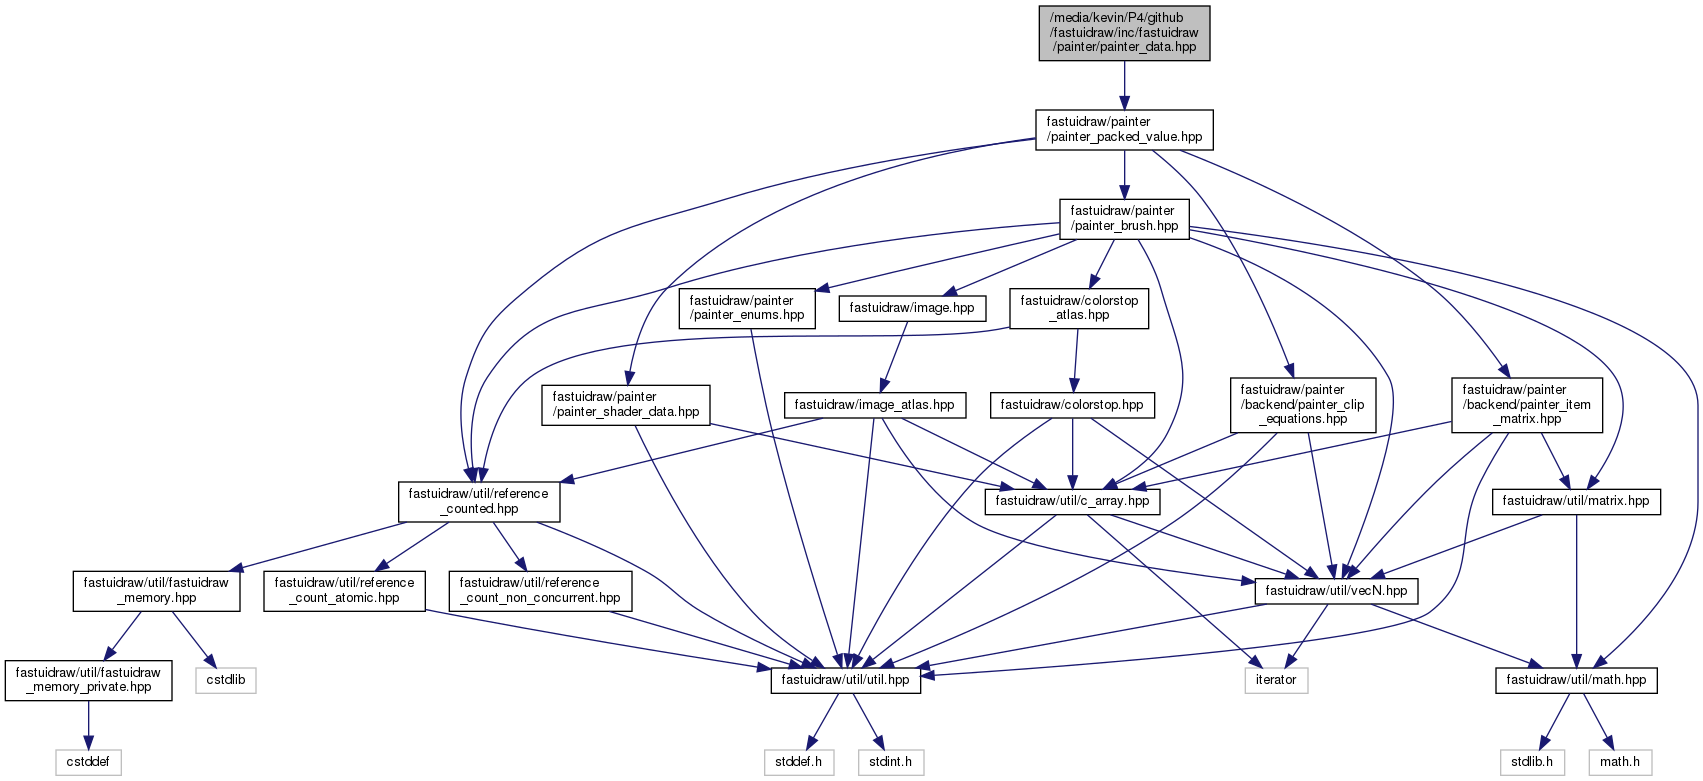 /media/kevin/P4/github
/fastuidraw/inc/fastuidraw
/painter/painter_data.hpp
fastuidraw/painter
/painter_packed_value.hpp
fastuidraw/painter
/painter_brush.hpp
fastuidraw/painter
/painter_enums.hpp
fastuidraw/image.hpp
fastuidraw/colorstop
_atlas.hpp
fastuidraw/painter
/painter_shader_data.hpp
fastuidraw/image_atlas.hpp
fastuidraw/colorstop.hpp
fastuidraw/painter
/backend/painter_clip
_equations.hpp
fastuidraw/painter
/backend/painter_item
_matrix.hpp
fastuidraw/util/reference
_counted.hpp
fastuidraw/util/c_array.hpp
fastuidraw/util/matrix.hpp
fastuidraw/util/fastuidraw
_memory.hpp
fastuidraw/util/reference
_count_atomic.hpp
fastuidraw/util/reference
_count_non_concurrent.hpp
fastuidraw/util/vecN.hpp
fastuidraw/util/fastuidraw
_memory_private.hpp
cstdlib
fastuidraw/util/util.hpp
iterator
fastuidraw/util/math.hpp
cstddef
stddef.h
stdint.h
stdlib.h
math.h